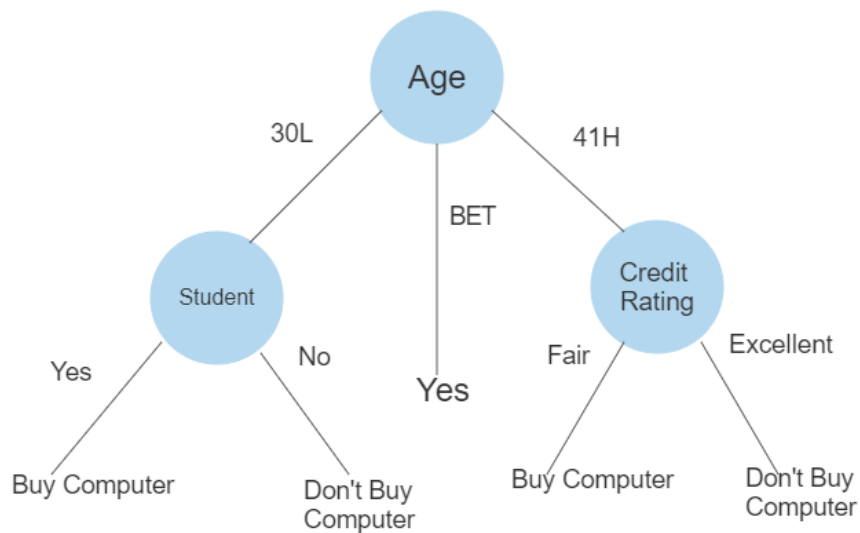 Age
30L
41H
BET
Student
Credit
Rating
Yes
No
Fair
Excellent
Yes
Buy Computer
Don't Buy
Computer
Buy Computer
Don't Buy
Computer